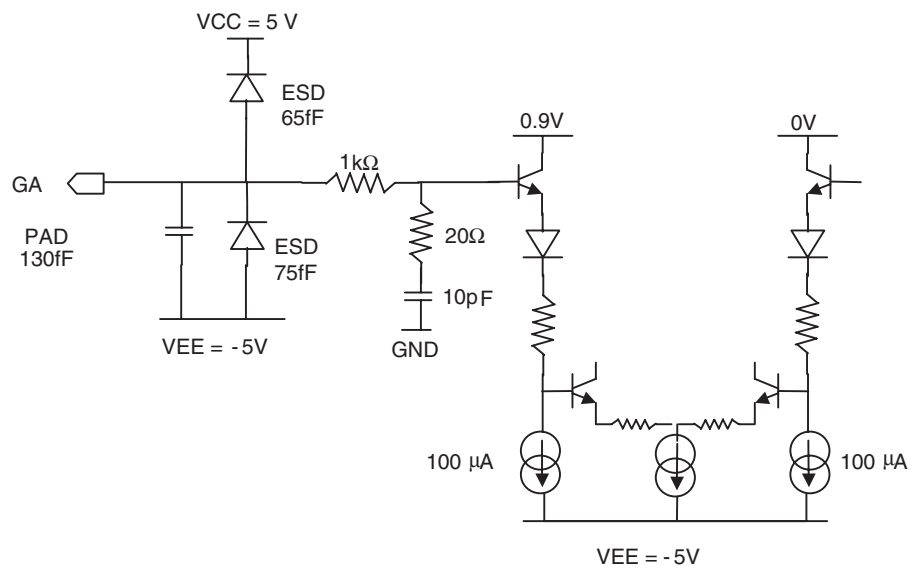 VCC = 5 V
ESD
65fF
0.9V
0V
1kΩ
GA
PAD
130fF
ESD
75fF
20Ω
10pF
VEE = -5V
GND
100 µA
100 µA
VEE = -5V